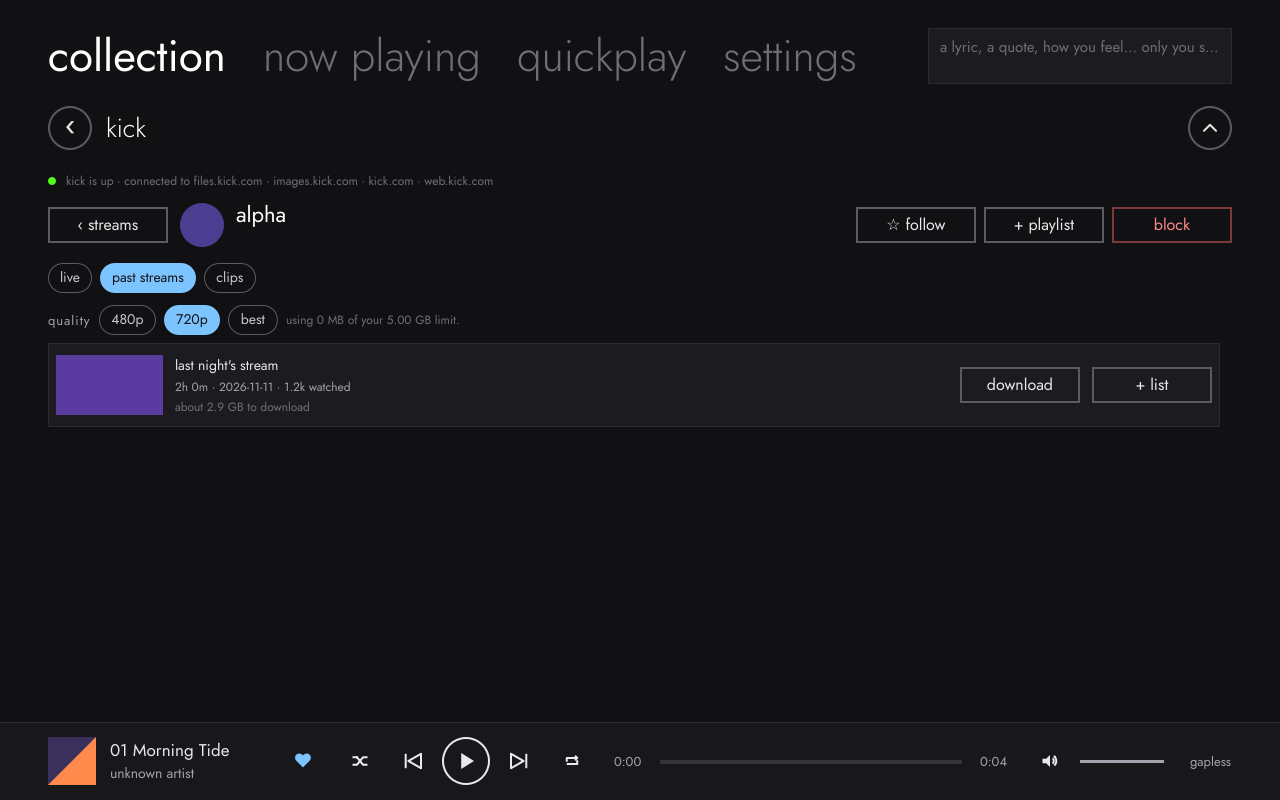 collection now playing quickplay settings
a lyric, a quote, how you feel... only you s...
kick
kick is up · connected to files.kick.com · images.kick.com · kick.com · web.kick.com
‹ streams
alpha
☆ follow
+ playlist
block
live
past streams
clips
quality
480p
720p
best
using 0 MB of your 5.00 GB limit.
last night's stream
2h 0m · 2026-11-11 · 1.2k watched
about 2.9 GB to download
download
+ list
01 Morning Tide
unknown artist
0:00
0:04
gapless